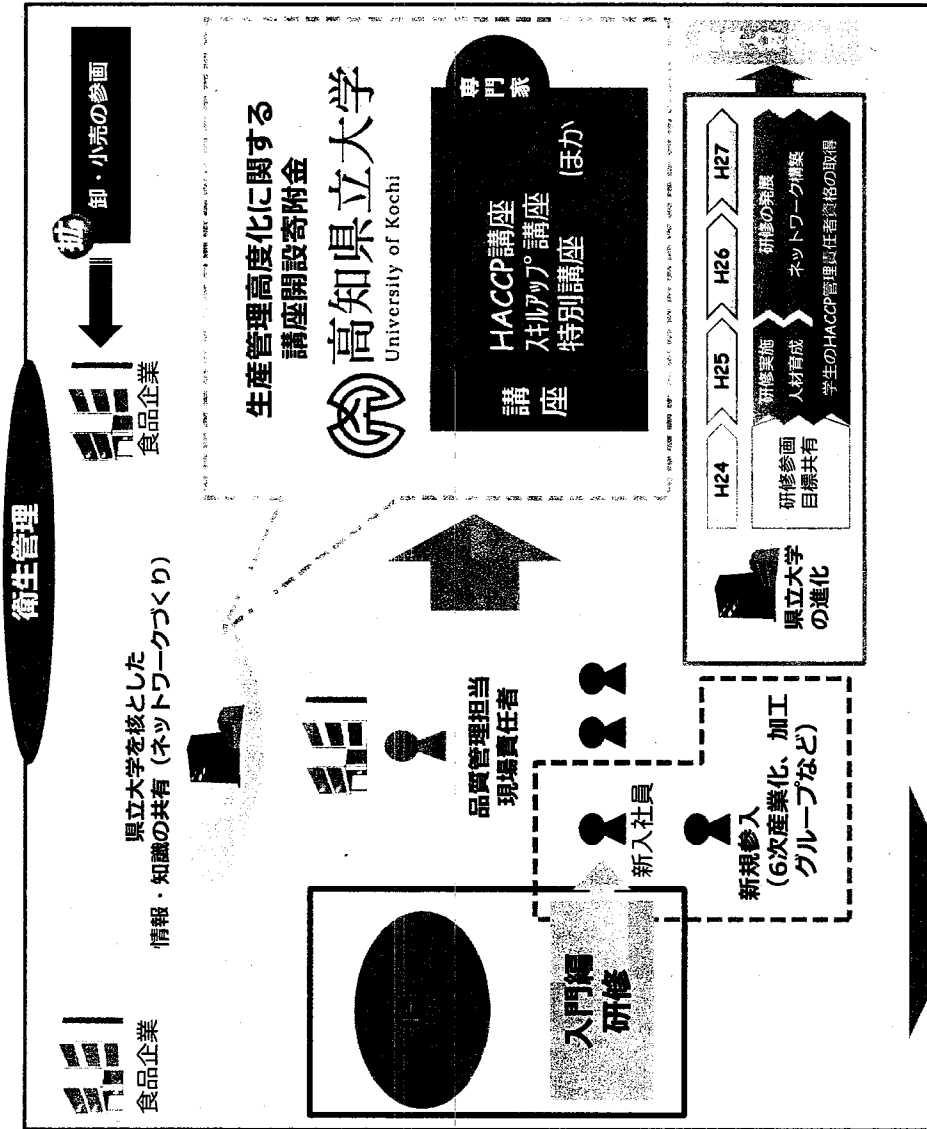 衛生管理
食品企業
県立大学を核とした
情報・知識の共有（ネットワークづくり）
食品企業
拡
卸・小売の参画
入門編
研修
品質管理担当
現場責任者
新入社員
新規参入
（6次産業化、加工
グループなど）
生産管理高度化に関する
講座開設寄附金
高知県立大学
University of Kochi
講座
HACCP講座
スキルアップ講座
特別講座 ほか
専門家
県立大学
の進化
H24
H25
H26
H27
研修参画
目標共有
研修実施
研修の発展
人材育成
ネットワーク構築
学生のHACCP管理責任者資格の取得